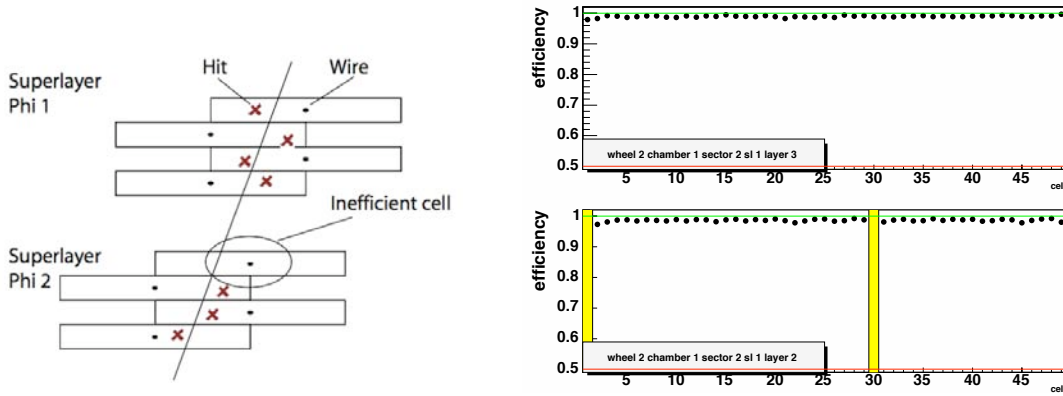 Superlayer
Phi 1
Hit
Wire
Inefficient cell
Superlayer
Phi 2
efficiency
1
0.9
0.8
0.7
0.6
0.5
wheel 2 chamber 1 sector 2 sl 1 layer 3
5 10 15 20 25 30 35 40 45
cel
efficiency
1
0.9
0.8
0.7
0.6
0.5
wheel 2 chamber 1 sector 2 sl 1 layer 2
5 10 15 20 25 30 35 40 45
cel